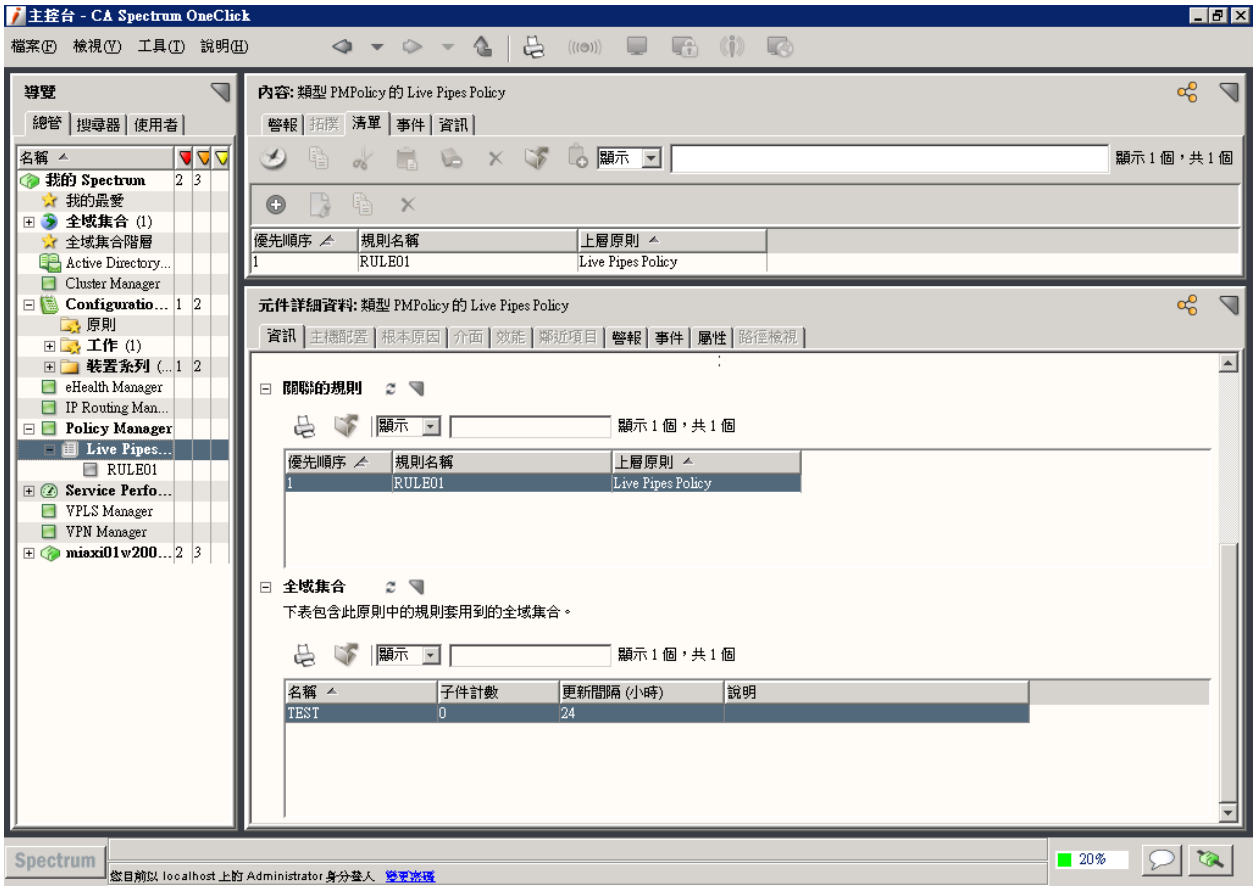 主控台 - CA Spectrum OneClick
檔案(F) 檢視(V) 工具(T) 說明(H)
導覽
總管 搜尋器 使用者
名稱
我的 Spectrum 2 3
我的最愛
全域集合 (1)
全域集合階層
Active Directory...
Cluster Manager
Configuratio... 1 2
原則
工作 (1)
裝置系列 (... 1 2
eHealth Manager
IP Routing Man...
Policy Manager
Live Pipes...
RULE01
Service Perfo...
VPLS Manager
VPN Manager
miaxi01w200... 2 3
內容: 類型 PMPolicy 的 Live Pipes Policy
警報 拓撲 清單 事件 資訊
顯示 顯示 1 個，共 1 個
優先順序 規則名稱 上層原則
1 RULE01 Live Pipes Policy
元件詳細資料: 類型 PMPolicy 的 Live Pipes Policy
資訊 主機配置 根本原因 介面 效能 鄰近項目 警報 事件 屬性 路徑檢視
關聯的規則
顯示 顯示 1 個，共 1 個
優先順序 規則名稱 上層原則
1 RULE01 Live Pipes Policy
全域集合
下表包含此原則中的規則套用到的全域集合。
顯示 顯示 1 個，共 1 個
名稱 子件計數 更新間隔 (小時) 說明
TEST 0 24
Spectrum
20%
您目前以 localhost 上的 Administrator 身分登入 變更密碼